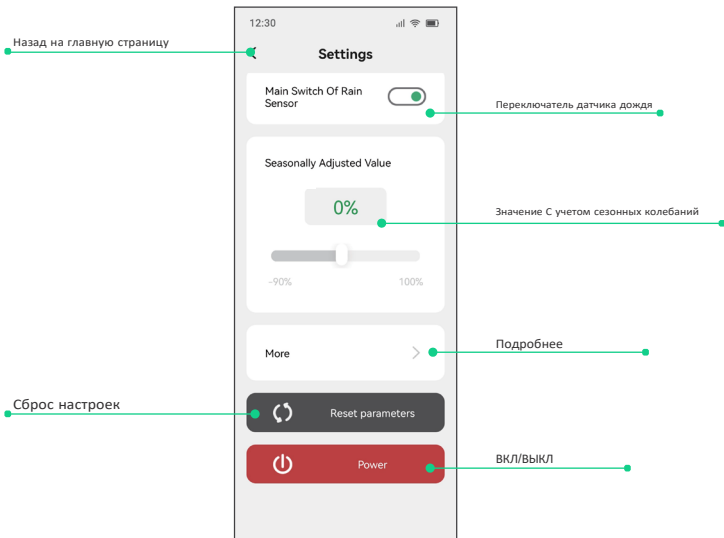 12:30
Назад на главную страницу
Settings
Main Switch Of Rain
Sensor
Переключатель датчика дождя
Seasonally Adjusted Value
0%
Значение С учетом сезонных колебаний
-90%
100%
More
Подробнее
Сброс настроек
Reset parameters
Power
ВКЛ/ВЫКЛ